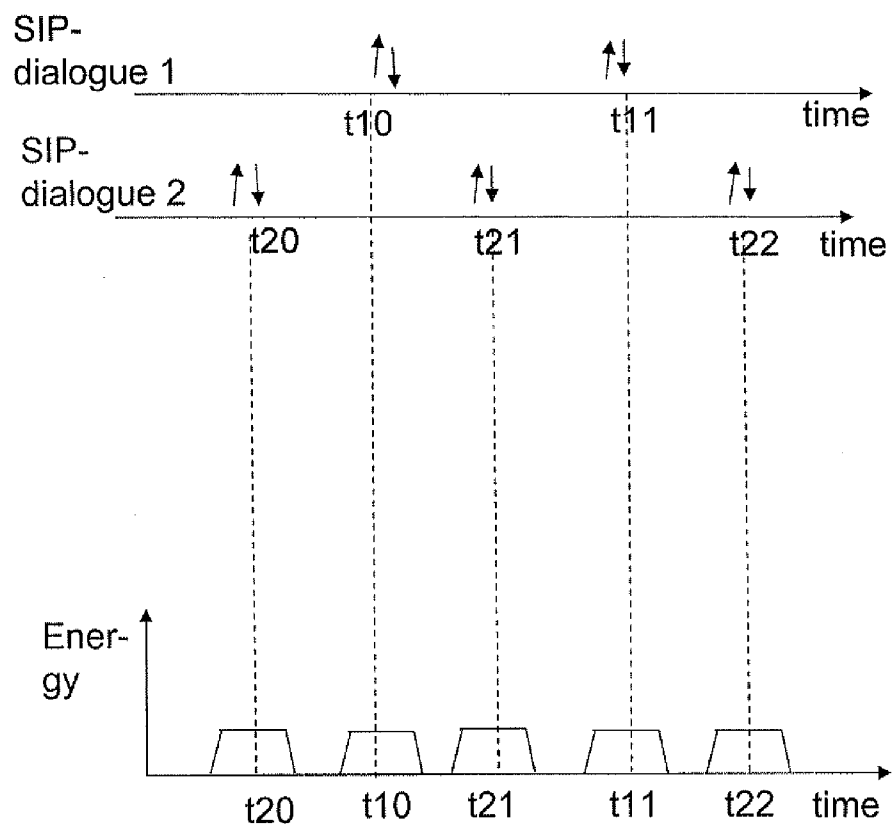 SIP-
dialogue 1
t10
t11
time
SIP-
dialogue 2
t20
t21
t22
time
Ener-
gy
t20
t10
t21
t11
t22
time